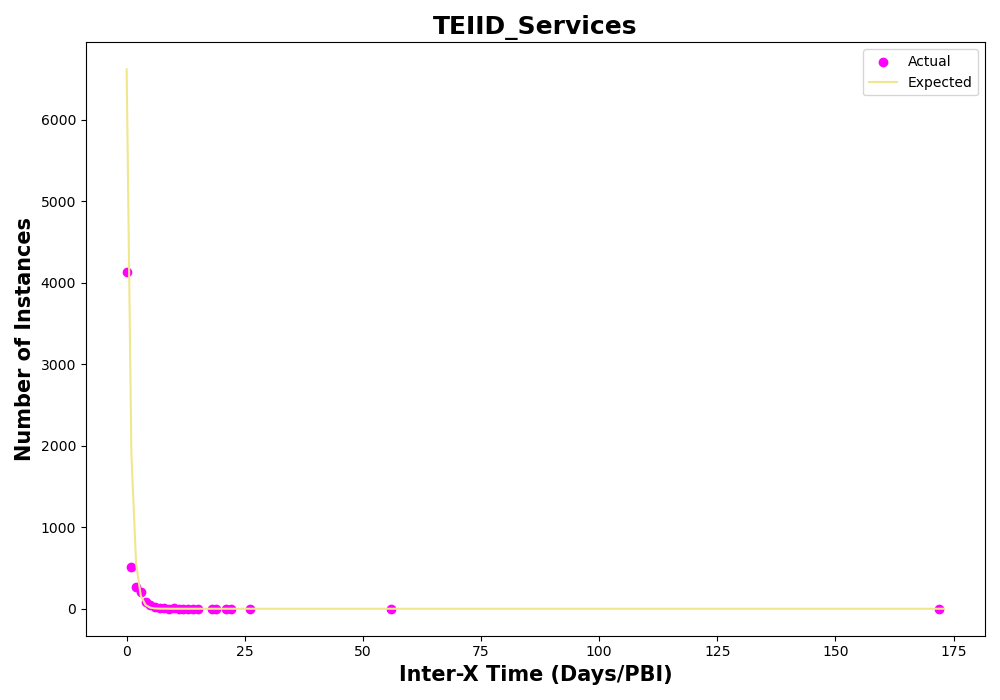 TEIID_Services
Actual
Expected
Number of Instances
6000
5000
4000
3000
2000
1000
0
0 25 50 75 100 125 150 175
Inter-X Time (Days/PBI)